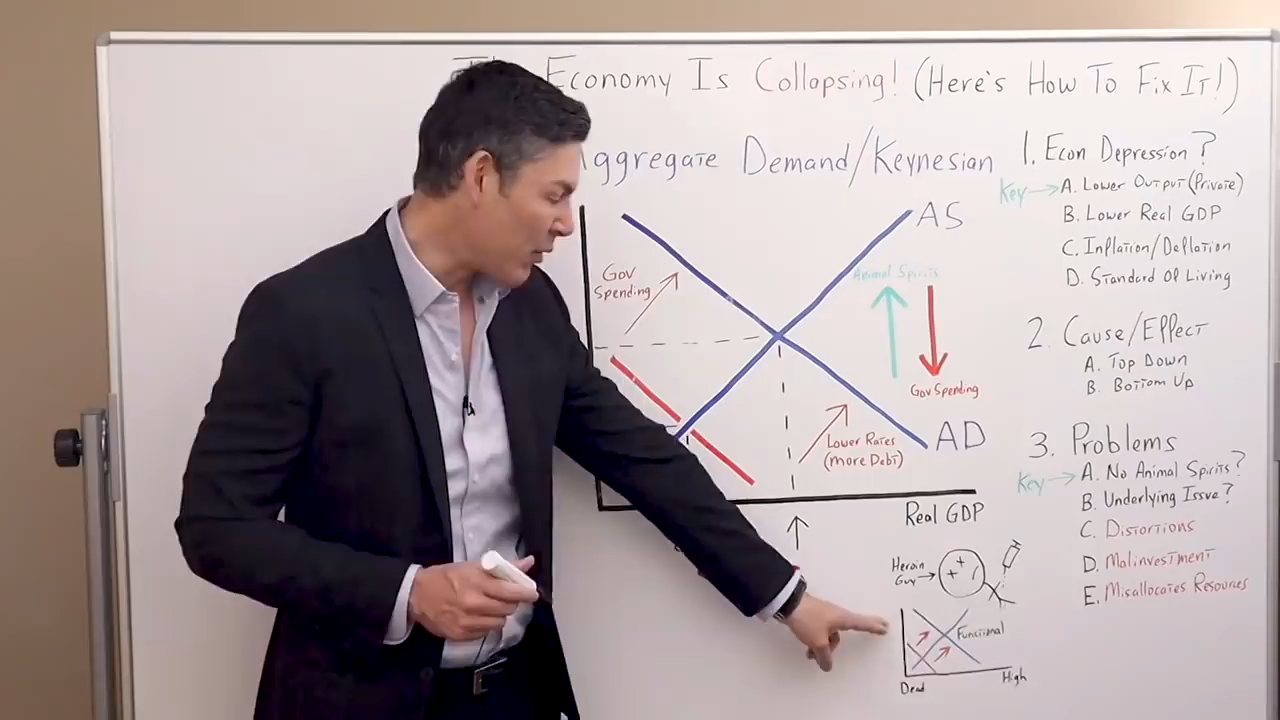 Economy Is Collapsing! (Here's How To Fix It!)
Aggregate Demand/Keynesian
AS
Gov
Spending
Animal Spirits
Gov Spending
Lower Rates
(More Debt)
AD
Real GDP
Heroin
Guy
Functional
Dead
High
1. Econ Depression?
Key
A. Lower Output (Private)
B. Lower Real GDP
C. Inflation/Deflation
D. Standard Of Living
2. Cause/Effect
A. Top Down
B. Bottom Up
3. Problems
Key
A. No Animal Spirits?
B. Underlying Issue?
C. Distortions
D. Malinvestment
E. Misallocates Resources